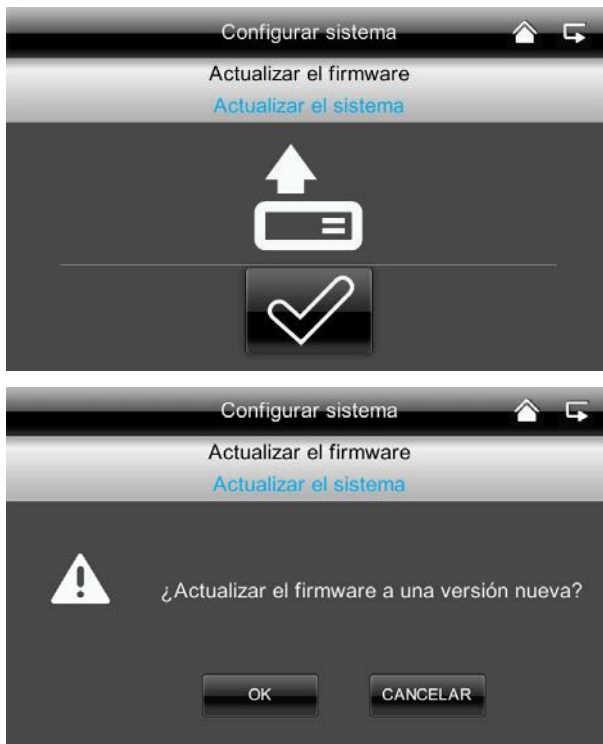 Configurar sistema
Actualizar el firmware
Actualizar el sistema
Configurar sistema
Actualizar el firmware
Actualizar el sistema
¿Actualizar el firmware a una versión nueva?
OK
CANCELAR